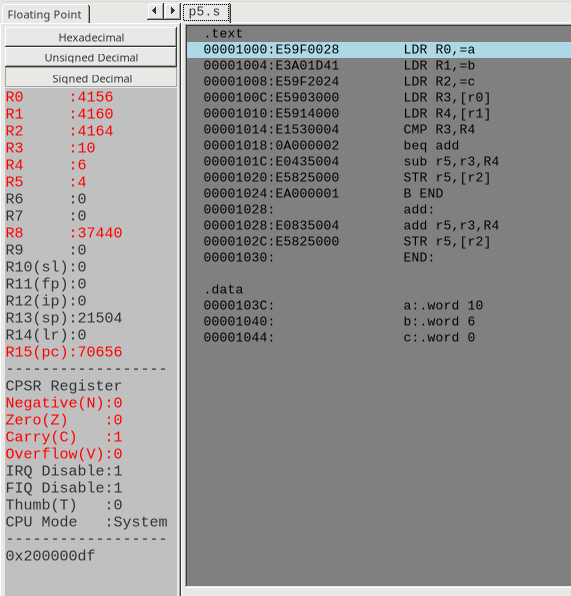 Floating Point
Hexadecimal
Unsigned Decimal
Signed Decimal
R0 :4156
R1 :4160
R2 :4164
R3 :10
R4 :6
R5 :4
R6 :0
R7 :0
R8 :37440
R9 :0
R10(sl):0
R11(fp):0
R12(ip):0
R13(sp):21504
R14(lr):0
R15(pc):70656
------------------
CPSR Register
Negative(N):0
Zero(Z) :0
Carry(C) :1
Overflow(V):0
IRQ Disable:1
FIQ Disable:1
Thumb(T) :0
CPU Mode :System
------------------
0x200000df
p5.s
.text
00001000:E59F0028 LDR R0,=a
00001004:E3A01D41 LDR R1,=b
00001008:E59F2024 LDR R2,=c
0000100C:E5903000 LDR R3,[r0]
00001010:E5914000 LDR R4,[r1]
00001014:E1530004 CMP R3,R4
00001018:0A000002 beq add
0000101C:E0435004 sub r5,r3,R4
00001020:E5825000 STR r5,[r2]
00001024:EA000001 B END
00001028: add:
00001028:E0835004 add r5,r3,R4
0000102C:E5825000 STR r5,[r2]
00001030: END:
.data
0000103C: a:.word 10
00001040: b:.word 6
00001044: c:.word 0